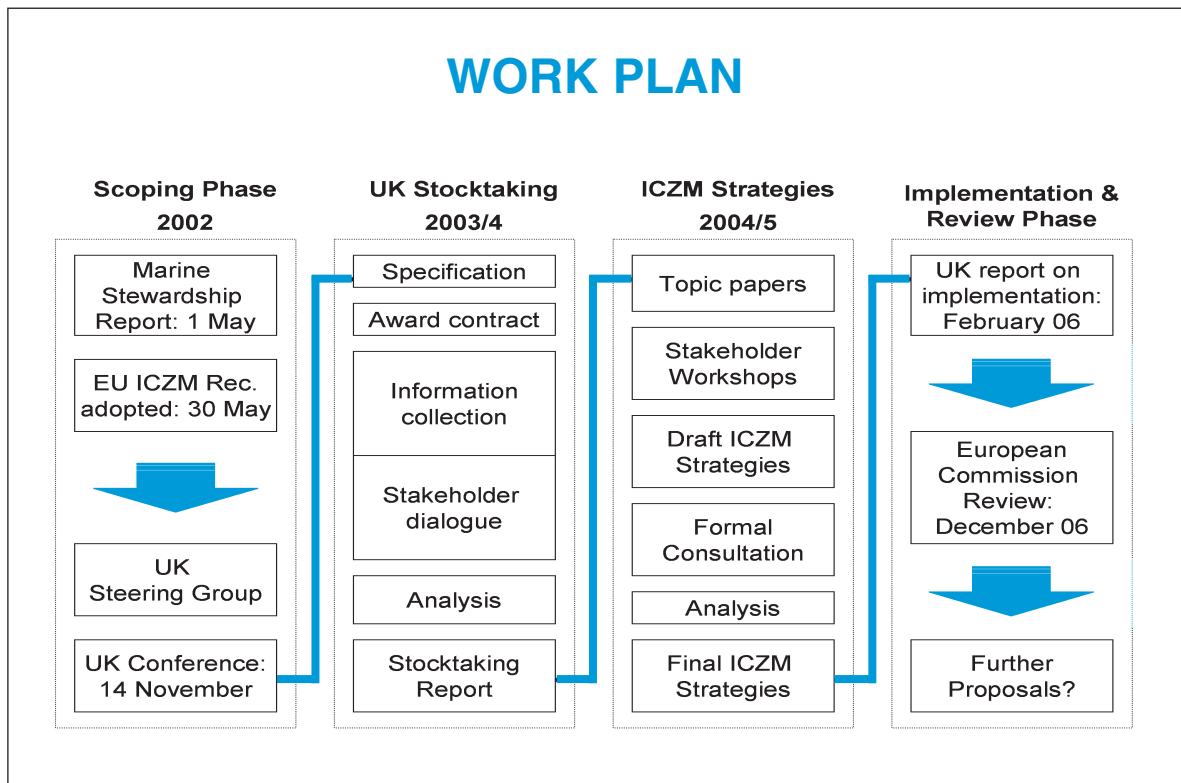 WORK PLAN
Scoping Phase
2002
Marine
Stewardship
Report: 1 May
EU ICZM Rec.
adopted: 30 May
UK
Steering Group
UK Conference:
14 November
UK Stocktaking
2003/4
Specification
Award contract
Information
collection
Stakeholder
dialogue
Analysis
Stocktaking
Report
ICZM Strategies
2004/5
Topic papers
Stakeholder
Workshops
Draft ICZM
Strategies
Formal
Consultation
Analysis
Final ICZM
Strategies
Implementation &
Review Phase
UK report on
implementation:
February 06
European
Commission
Review:
December 06
Further
Proposals?